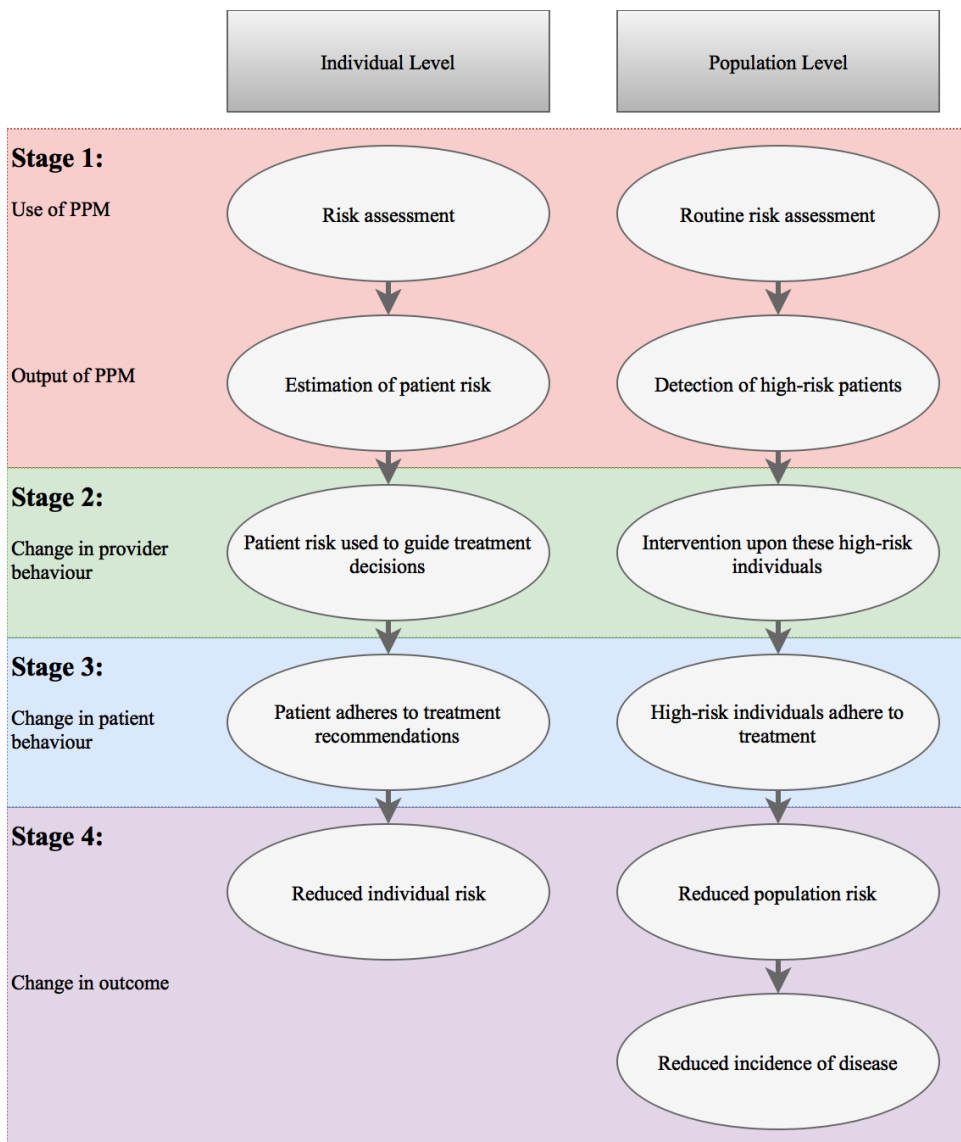 Individual Level
Population Level
Stage 1:
Use of PPM
Risk assessment
Routine risk assessment
Output of PPM
Estimation of patient risk
Detection of high-risk patients
Stage 2:
Change in provider
behaviour
Patient risk used to guide treatment
decisions
Intervention upon these high-risk
individuals
Stage 3:
Change in patient
behaviour
Patient adheres to treatment
recommendations
High-risk individuals adhere to
treatment
Stage 4:
Reduced individual risk
Reduced population risk
Change in outcome
Reduced incidence of disease